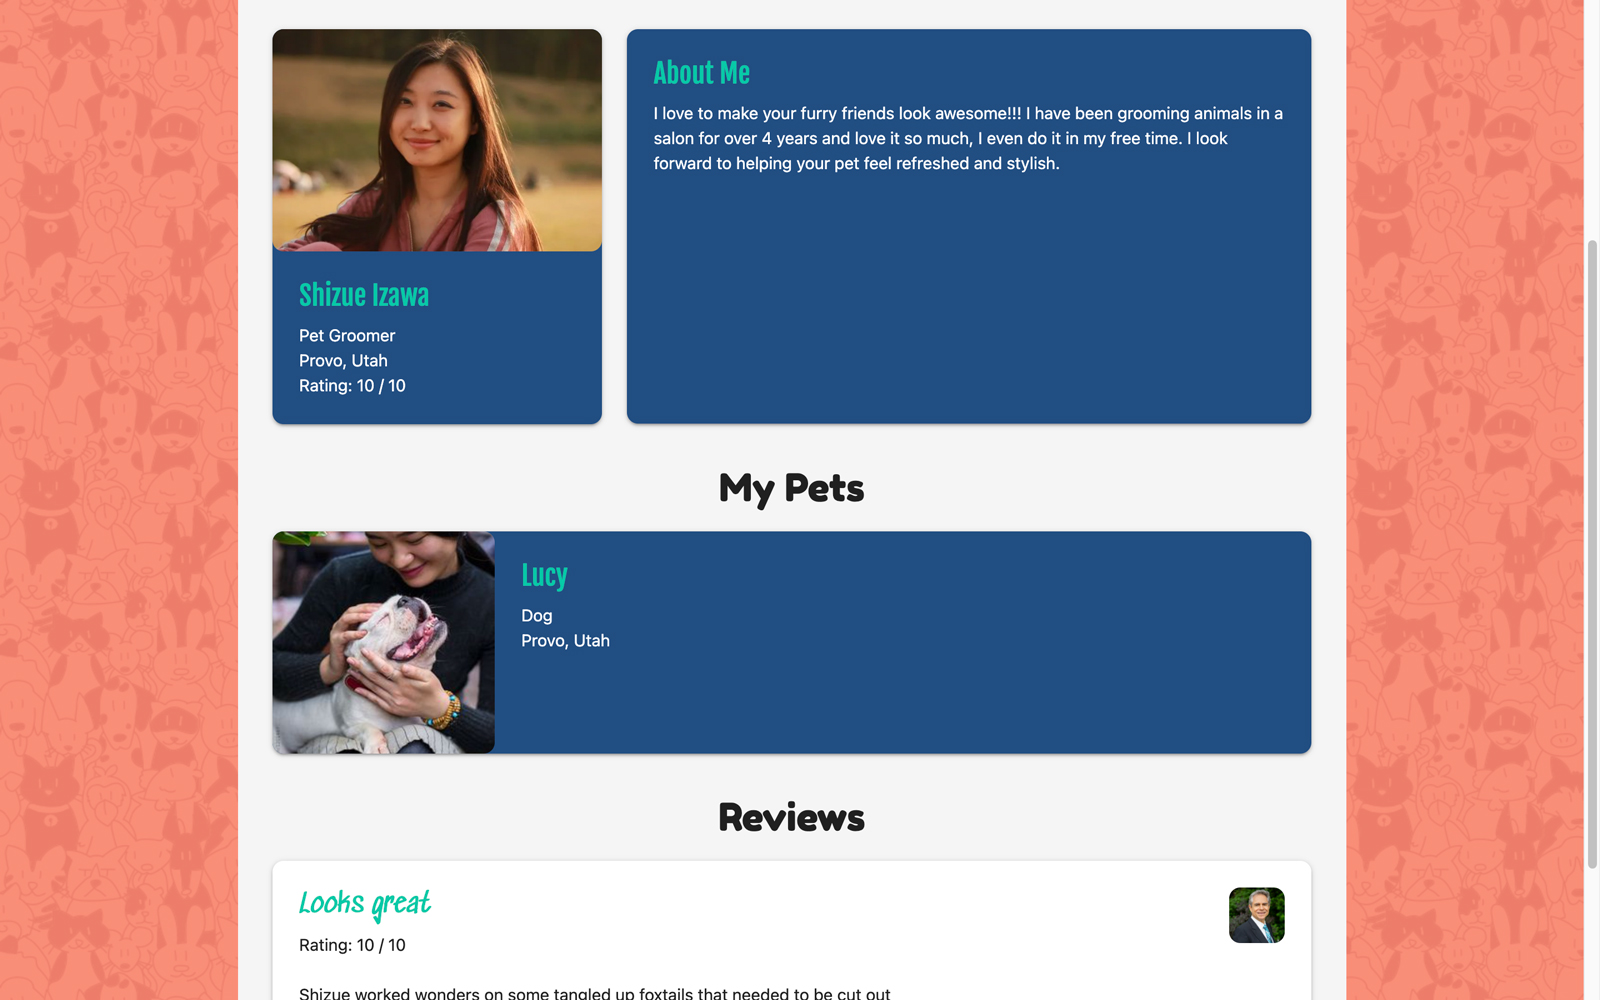 About Me
I love to make your furry friends look awesome!!! I have been grooming animals in a
salon for over 4 years and love it so much, I even do it in my free time. I look
forward to helping your pet feel refreshed and stylish.
Shizue Izawa
Pet Groomer
Provo, Utah
Rating: 10 / 10
My Pets
Lucy
Dog
Provo, Utah
Reviews
Looks great
Rating: 10 / 10
Shizue worked wonders on some tangled up foxtails that needed to be cut out